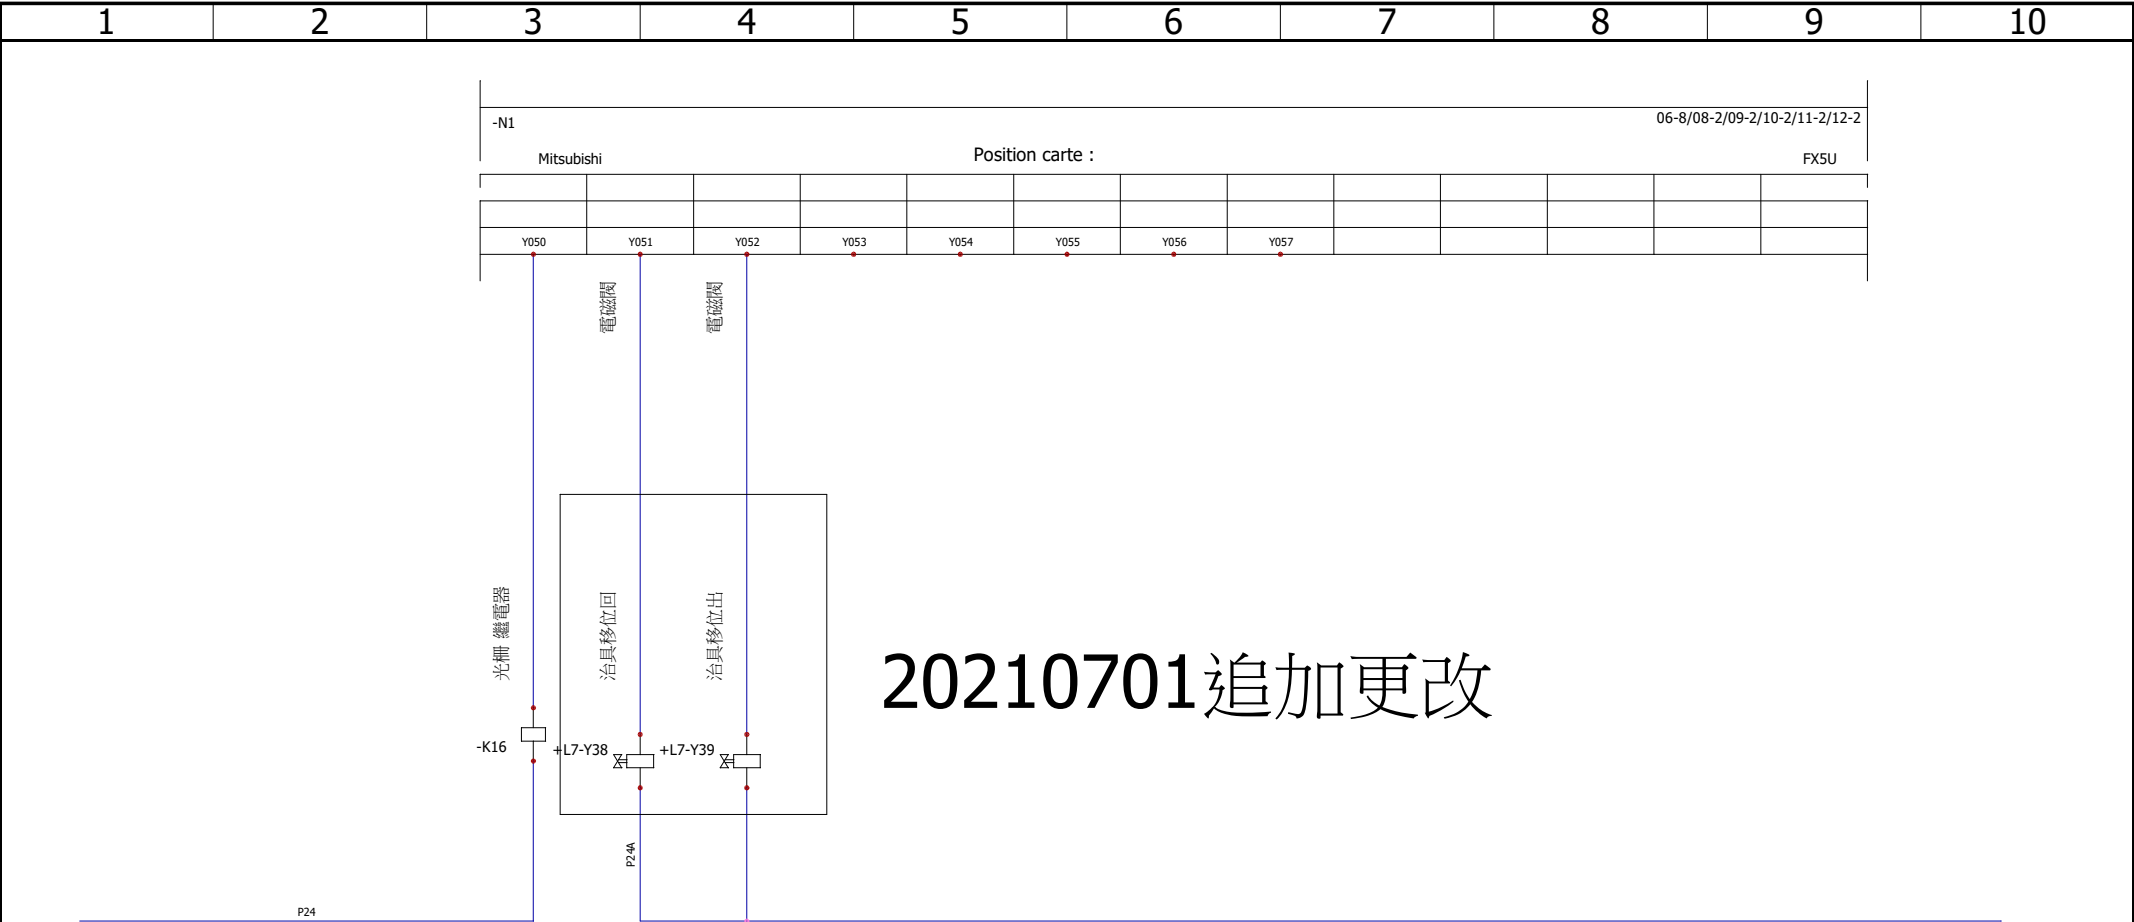 1 2 3 4 5 6 7 8 9 10
-N1 06-8/08-2/09-2/10-2/11-2/12-2
Mitsubishi Position carte : FX5U
Y050 Y051 Y052 Y053 Y054 Y055 Y056 Y057
電磁閥 電磁閥
光柵 繼電器 治具移位回 治具移位出
20210701追加更改
-K16 +L7-Y38 +L7-Y39
P24A
P24